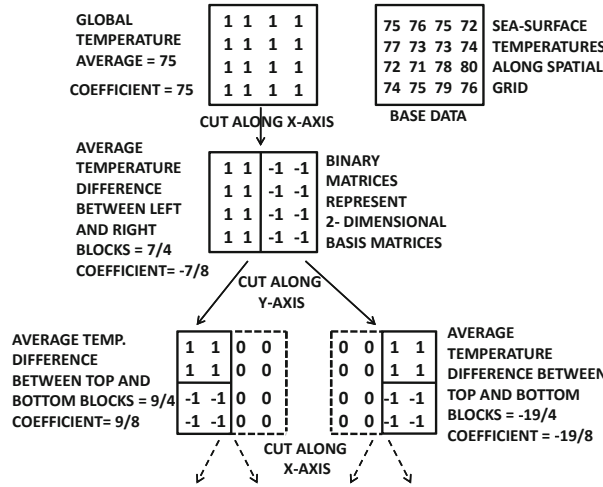 GLOBAL
TEMPERATURE
AVERAGE = 75
COEFFICIENT = 75
1 1 1 1
1 1 1 1
1 1 1 1
1 1 1 1
75 76 75 72
77 73 73 74
72 71 78 80
74 75 79 76
SEA-SURFACE
TEMPERATURES
ALONG SPATIAL
GRID
BASE DATA
CUT ALONG X-AXIS
AVERAGE
TEMPERATURE
DIFFERENCE
BETWEEN LEFT
AND RIGHT
BLOCKS = 7/4
COEFFICIENT= -7/8
1 1 -1 -1
1 1 -1 -1
1 1 -1 -1
1 1 -1 -1
BINARY
MATRICES
REPRESENT
2- DIMENSIONAL
BASIS MATRICES
CUT ALONG
Y-AXIS
AVERAGE TEMP.
DIFFERENCE
BETWEEN TOP AND
BOTTOM BLOCKS = 9/4
COEFFICIENT= 9/8
1 1 0 0
1 1 0 0
-1 -1 0 0
-1 -1 0 0
0 0 1 1
0 0 1 1
0 0 -1 -1
0 0 -1 -1
AVERAGE
TEMPERATURE
DIFFERENCE BETWEEN
TOP AND BOTTOM
BLOCKS = -19/4
COEFFICIENT = -19/8
CUT ALONG
X-AXIS